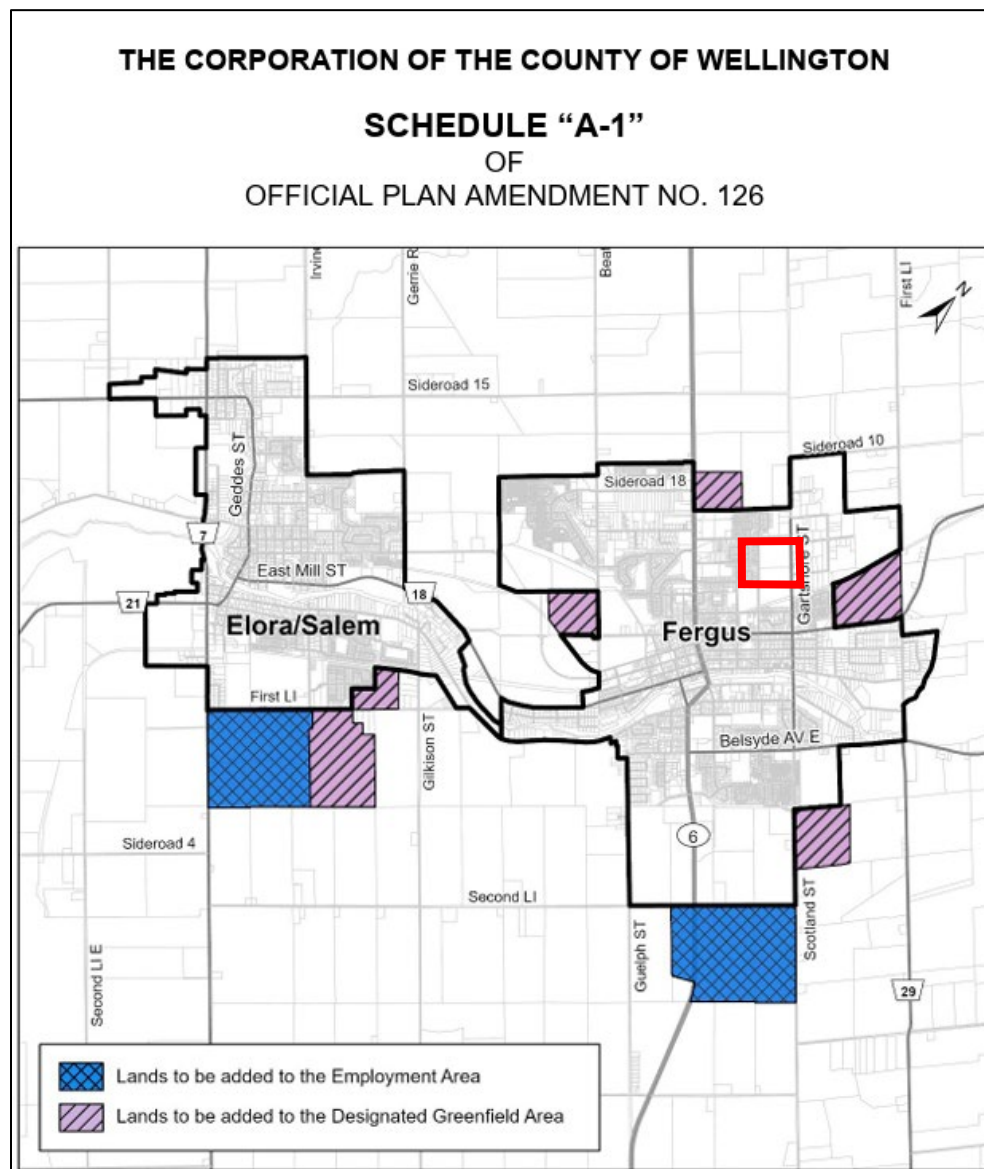 THE CORPORATION OF THE COUNTY OF WELLINGTON
SCHEDULE “A-1”
OF
OFFICIAL PLAN AMENDMENT NO. 126
Irvine
Gerrie R
Beat
First LI
N
Sideroad 15
Sideroad 10
Geddes ST
Sideroad 18
7
Gartshore ST
East Mill ST
21
18
Elora/Salem
Fergus
First LI
Gilkison ST
Belsyde AV E
6
Sideroad 4
Second LI
Scotland ST
Guelph ST
Second LI E
29
Lands to be added to the Employment Area
Lands to be added to the Designated Greenfield Area